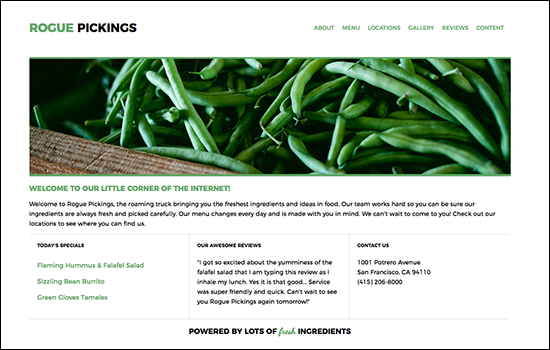 ROGUE PICKINGS
ABOUT MENU LOCATIONS GALLERY REVIEWS CONTENT
WELCOME TO OUR LITTLE CORNER OF THE INTERNET!
Welcome to Rogue Pickings, the roaming truck bringing you the freshest ingredients and ideas in food. Our team works hard so you can be sure our
ingredients are always fresh and picked carefully. Our menu changes every day and is made with you in mind. We can't wait to come to you! Check out our
locations to see where you can find us.
TODAY'S SPECIALS
Flaming Hummus & Falafel Salad
Sizzling Bean Burrito
Green Gloves Tamales
OUR AWESOME REVIEWS
"I got so excited about the yumminess of the
falafel salad that I am typing this review as I
inhale my lunch. Yes it is that good... Service
was super friendly and quick. Can't wait to see
you Rogue Pickings again tomorrow!"
CONTACT US
1001 Potrero Avenue
San Francisco, CA 94110
(415) 206-8000
POWERED BY LOTS OF fresh INGREDIENTS